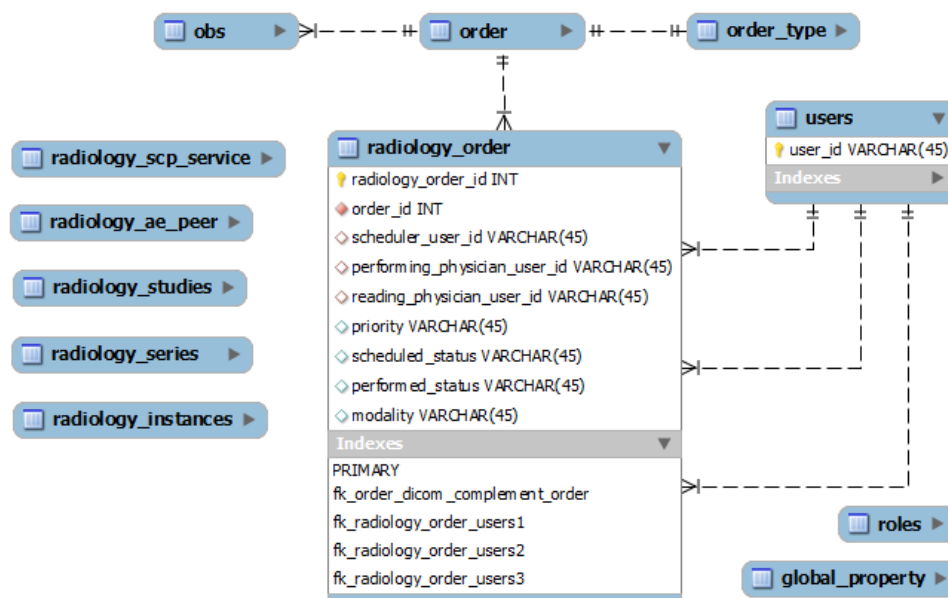 obs
order
order_type
users
user_id VARCHAR(45)
Indexes
radiology_scp_service
radiology_ae_peer
radiology_studies
radiology_series
radiology_instances
radiology_order
radiology_order_id INT
order_id INT
scheduler_user_id VARCHAR(45)
performing_physician_user_id VARCHAR(45)
reading_physician_user_id VARCHAR(45)
priority VARCHAR(45)
scheduled_status VARCHAR(45)
performed_status VARCHAR(45)
modality VARCHAR(45)
Indexes
PRIMARY
fk_order_dicom_complement_order
fk_radiology_order_users1
fk_radiology_order_users2
fk_radiology_order_users3
roles
global_property